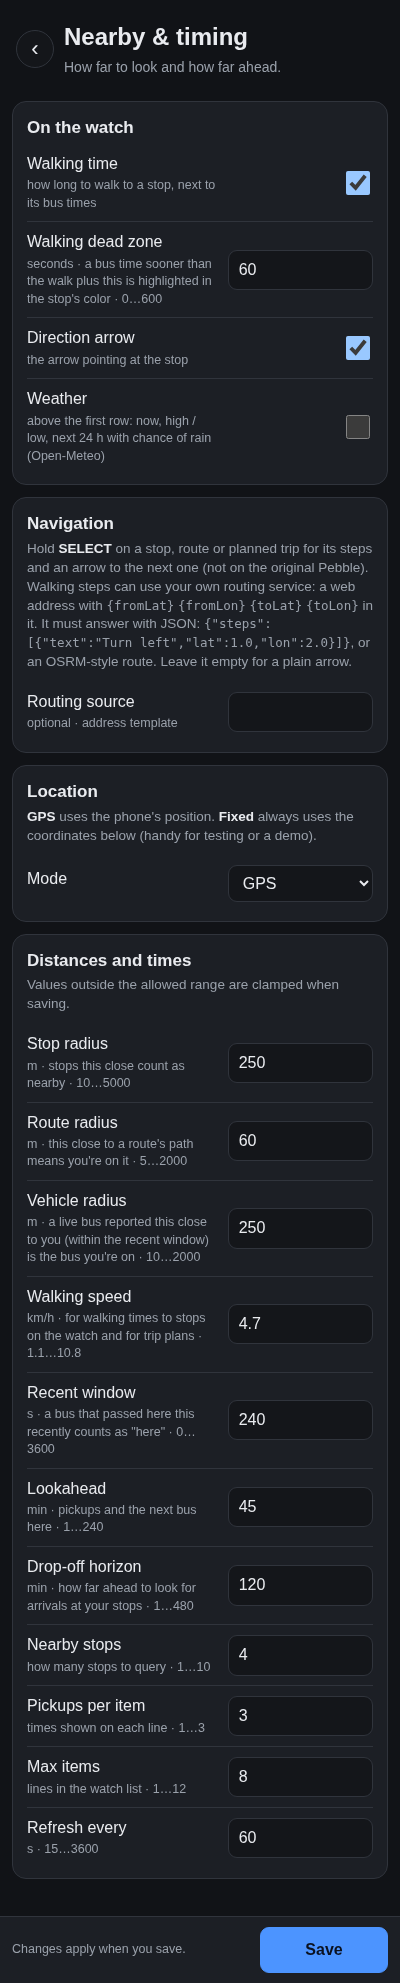 ‹
Nearby & timing
How far to look and how far ahead.
On the watch
Walking time
how long to walk to a stop, next to
its bus times
Walking dead zone
seconds · a bus time sooner than
the walk plus this is highlighted in
the stop's color · 0…600
60
Direction arrow
the arrow pointing at the stop
Weather
above the first row: now, high /
low, next 24 h with chance of rain
(Open-Meteo)
Navigation
Hold SELECT on a stop, route or planned trip for its steps
and an arrow to the next one (not on the original Pebble).
Walking steps can use your own routing service: a web
address with {fromLat} {fromLon} {toLat} {toLon} in
it. It must answer with JSON: {"steps":
[{"text":"Turn left","lat":1.0,"lon":2.0}]}, or
an OSRM-style route. Leave it empty for a plain arrow.
Routing source
optional · address template
Location
GPS uses the phone's position. Fixed always uses the
coordinates below (handy for testing or a demo).
Mode
GPS
Distances and times
Values outside the allowed range are clamped when
saving.
Stop radius
m · stops this close count as
nearby · 10…5000
250
Route radius
m · this close to a route's path
means you're on it · 5…2000
60
Vehicle radius
m · a live bus reported this close
to you (within the recent window)
is the bus you're on · 10…2000
250
Walking speed
km/h · for walking times to stops
on the watch and for trip plans ·
1.1…10.8
4.7
Recent window
s · a bus that passed here this
recently counts as "here" · 0…
3600
240
Lookahead
min · pickups and the next bus
here · 1…240
45
Drop-off horizon
min · how far ahead to look for
arrivals at your stops · 1…480
120
Nearby stops
how many stops to query · 1…10
4
Pickups per item
times shown on each line · 1…3
3
Max items
lines in the watch list · 1…12
8
Refresh every
s · 15…3600
60
Changes apply when you save.
Save